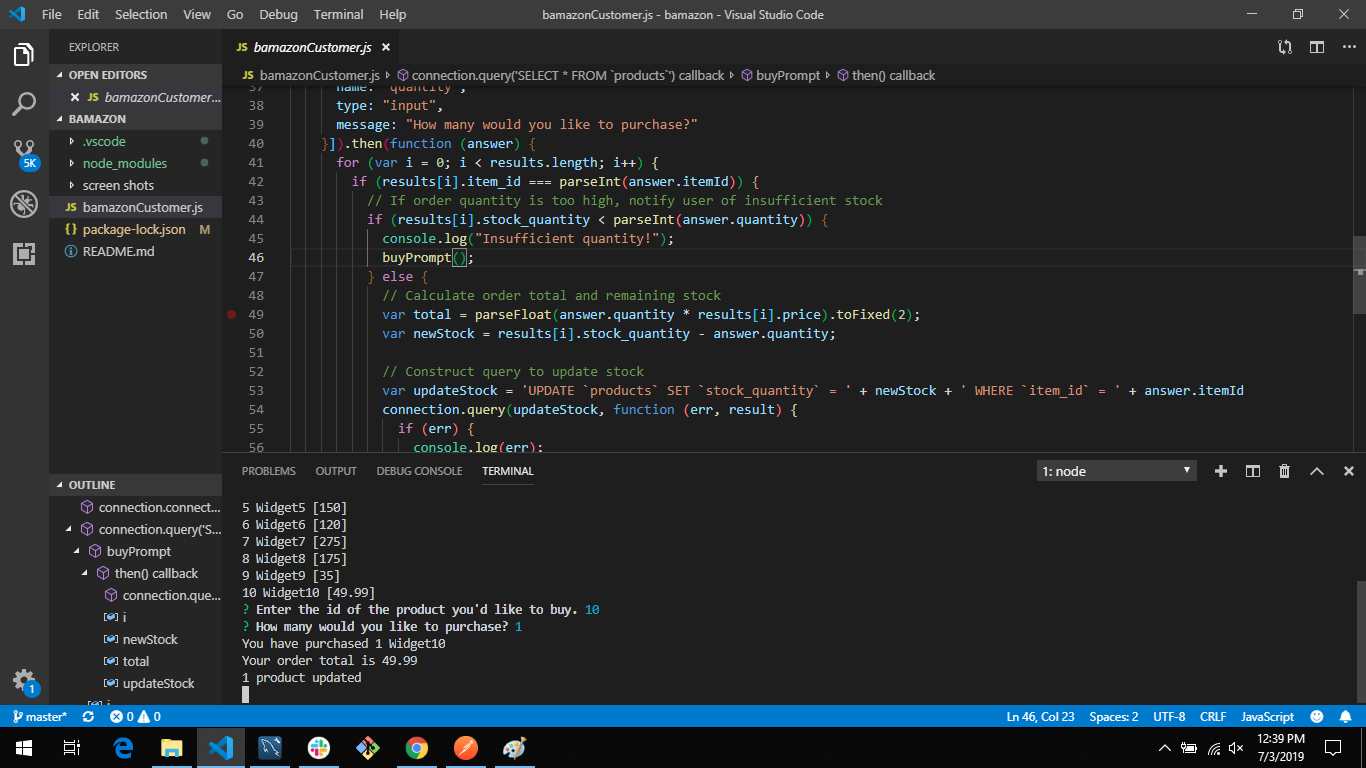 File Edit Selection View Go Debug Terminal Help bamazonCustomer.js - bamazon - Visual Studio Code
EXPLORER
OPEN EDITORS
JS bamazonCustomer...
BAMAZON
.vscode
node_modules
screen shots
JS bamazonCustomer.js
{} package-lock.json M
README.md
5K
OUTLINE
connection.connect...
connection.query('S...
buyPrompt
then() callback
connection.que...
i
newStock
total
updateStock
i
1
JS bamazonCustomer.js
JS bamazonCustomer.js connection.query('SELECT * FROM `products`') callback buyPrompt then() callback
37 name: "quantity",
38 type: "input",
39 message: "How many would you like to purchase?"
40 }]).then(function (answer) {
41 for (var i = 0; i < results.length; i++) {
42 if (results[i].item_id === parseInt(answer.itemId)) {
43 // If order quantity is too high, notify user of insufficient stock
44 if (results[i].stock_quantity < parseInt(answer.quantity)) {
45 console.log("Insufficient quantity!");
46 buyPrompt();
47 } else {
48 // Calculate order total and remaining stock
49 var total = parseFloat(answer.quantity * results[i].price).toFixed(2);
50 var newStock = results[i].stock_quantity - answer.quantity;
51
52 // Construct query to update stock
53 var updateStock = 'UPDATE `products` SET `stock_quantity` = ' + newStock + ' WHERE `item_id` = ' + answer.itemId
54 connection.query(updateStock, function (err, result) {
55 if (err) {
56 console.log(err);
PROBLEMS OUTPUT DEBUG CONSOLE TERMINAL 1: node
5 Widget5 [150]
6 Widget6 [120]
7 Widget7 [275]
8 Widget8 [175]
9 Widget9 [35]
10 Widget10 [49.99]
? Enter the id of the product you'd like to buy. 10
? How many would you like to purchase? 1
You have purchased 1 Widget10
Your order total is 49.99
1 product updated
master* 0 0 Ln 46, Col 23 Spaces: 2 UTF-8 CRLF JavaScript
12:39 PM
7/3/2019